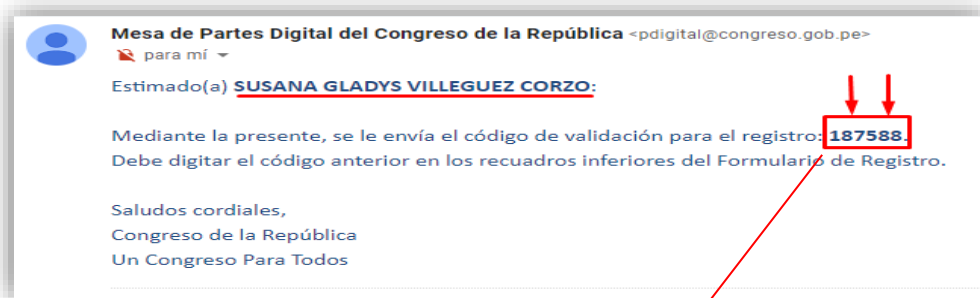 Mesa de Partes Digital del Congreso de la República <pdigital@congreso.gob.pe>
para mí
Estimado(a) SUSANA GLADYS VILLEGUEZ CORZO:
Mediante la presente, se le envía el código de validación para el registro: 187588.
Debe digitar el código anterior en los recuadros inferiores del Formulario de Registro.
Saludos cordiales,
Congreso de la República
Un Congreso Para Todos